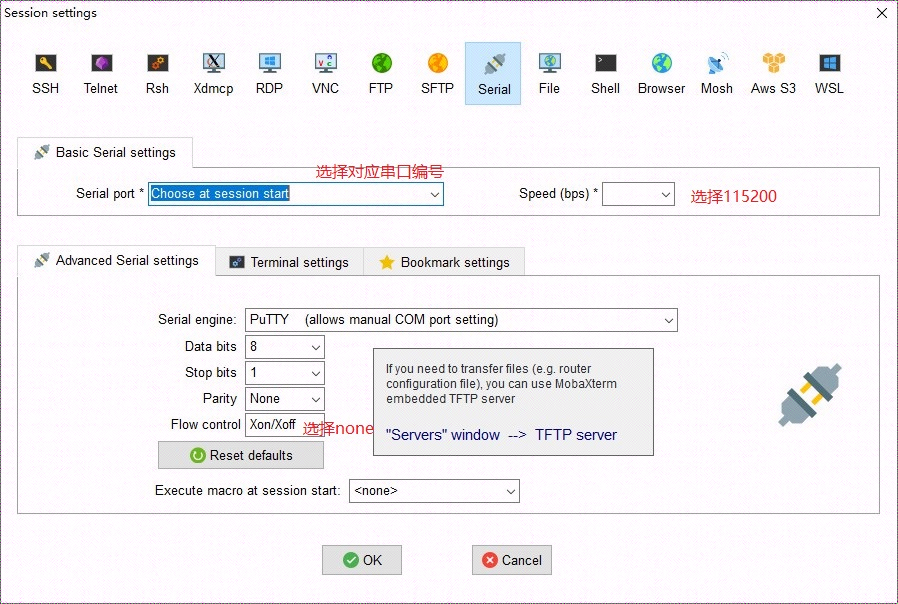 Session settings
SSH Telnet Rsh Xdmcp RDP VNC FTP SFTP Serial File Shell Browser Mosh Aws S3 WSL
Basic Serial settings
选择对应串口编号
Serial port * Choose at session start Speed (bps) * 选择115200
Advanced Serial settings Terminal settings Bookmark settings
Serial engine: PuTTY (allows manual COM port setting)
Data bits 8
Stop bits 1
Parity None
Flow control Xon/Xoff 选择none
If you need to transfer files (e.g. router
configuration file), you can use MobaXterm
embedded TFTP server
"Servers" window --> TFTP server
Reset defaults
Execute macro at session start: <none>
OK Cancel